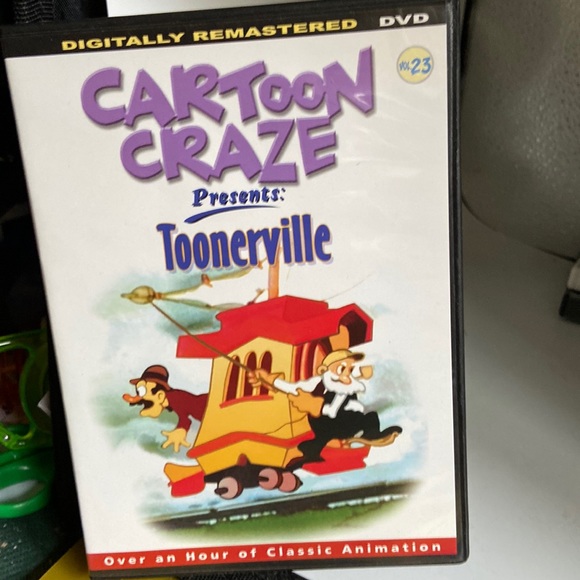 DIGITALLY REMASTERED DVD
VOL. 23
CARTOON
CRAZE
Presents:
Toonerville
Over an Hour of Classic Animation